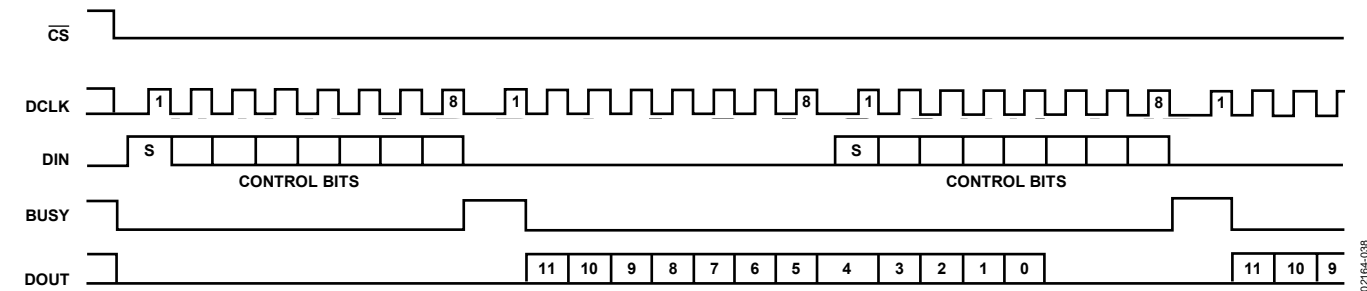 CS
DCLK 1 8 1 8 1 8 1
DIN S S
CONTROL BITS CONTROL BITS
BUSY
DOUT 11 10 9 8 7 6 5 4 3 2 1 0 11 10 9
02164-038